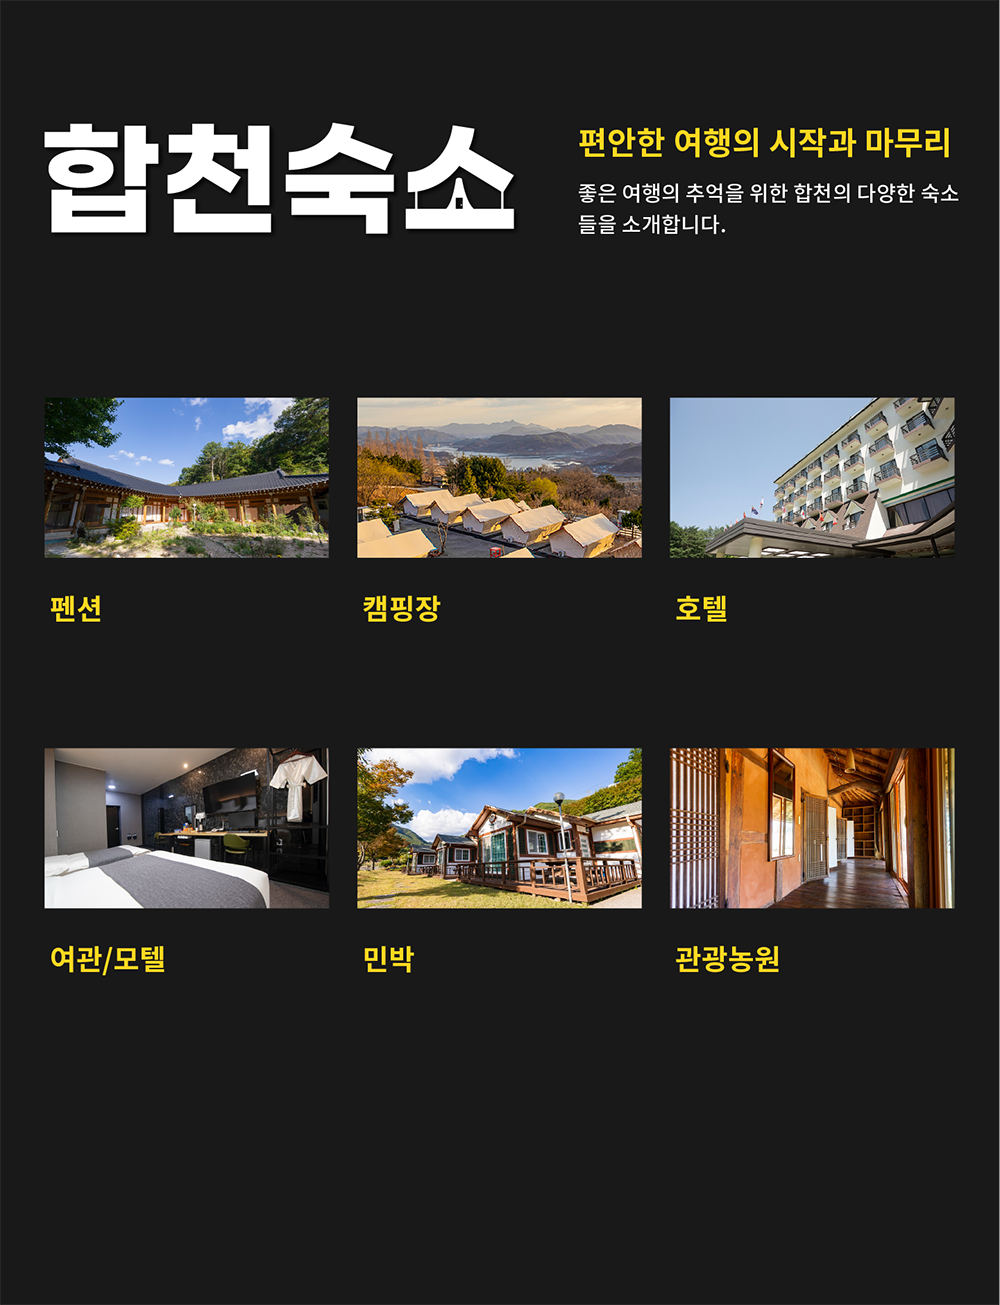 합천숙소
편안한 여행의 시작과 마무리
좋은 여행의 추억을 위한 합천의 다양한 숙소
들을 소개합니다.
펜션
캠핑장
호텔
여관/모텔
민박
관광농원